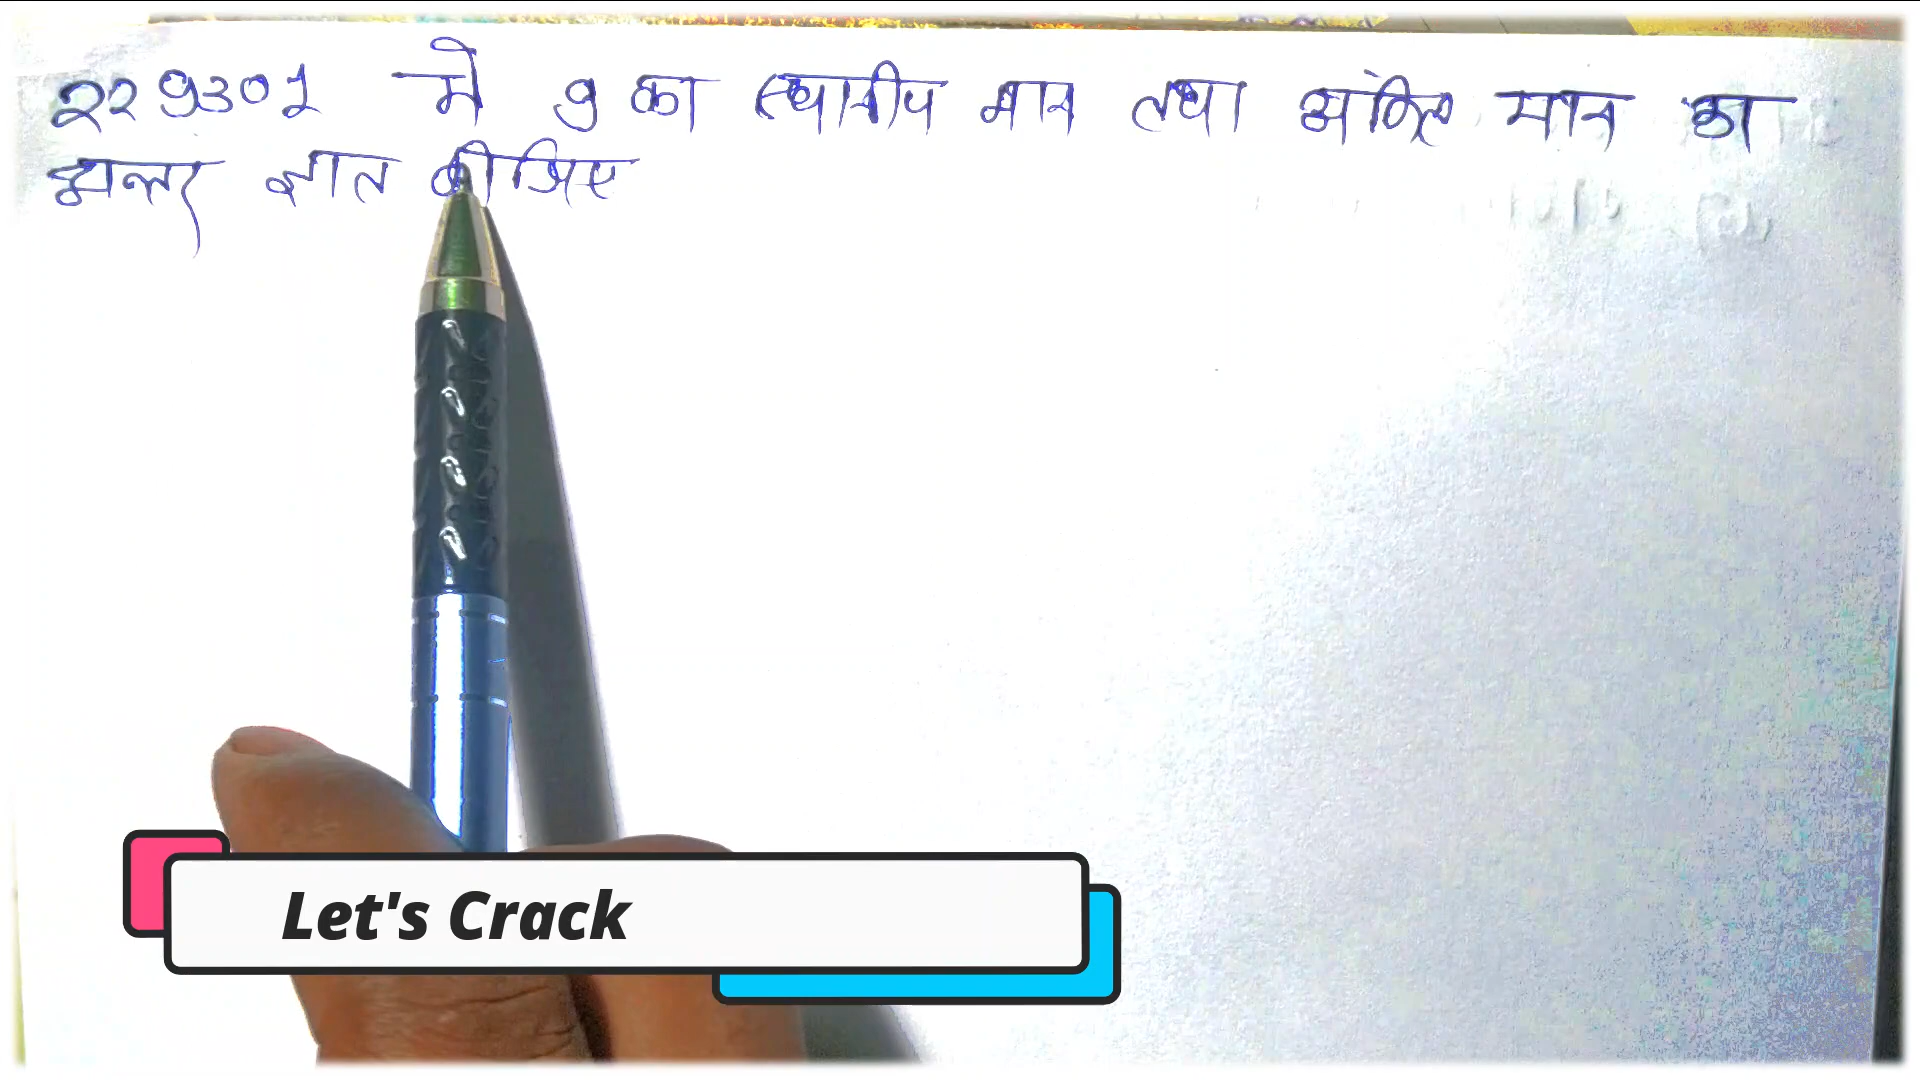 229301 में 9 का स्थानीय मान तथा अंकित मान का
अन्तर ज्ञात कीजिए
Let's Crack